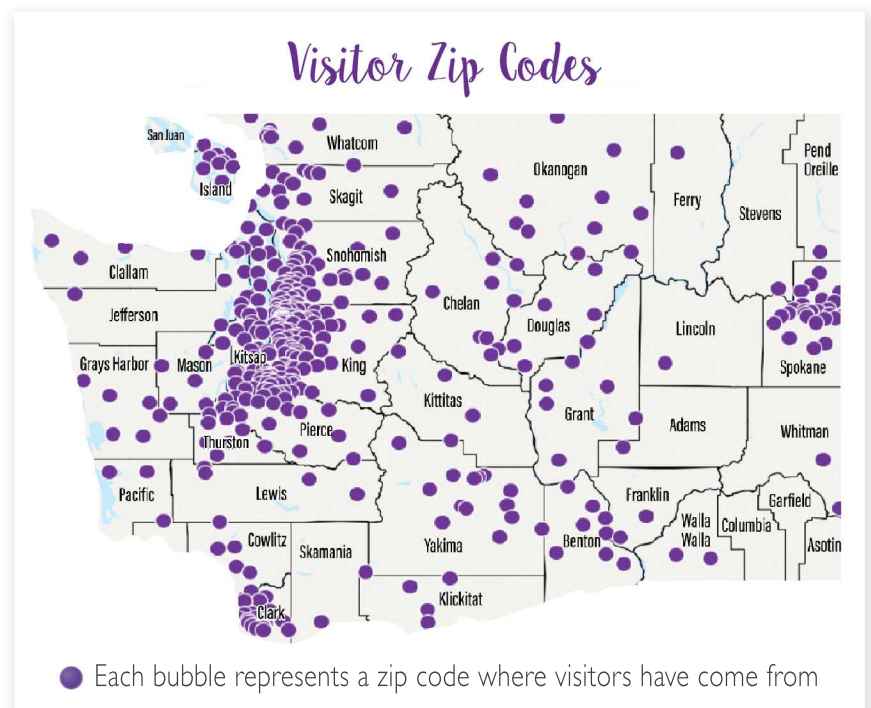 Visitor Zip Codes
San Juan
Whatcom
Island
Skagit
Okanogan
Ferry
Stevens
Pend
Oreille
Clallam
Snohomish
Jefferson
Chelan
Douglas
Lincoln
Spokane
Grays Harbor
Mason
Kitsap
King
Kittitas
Grant
Adams
Whitman
Thurston
Pierce
Pacific
Lewis
Yakima
Benton
Franklin
Walla
Walla
Columbia
Garfield
Asotin
Cowlitz
Skamania
Clark
Klickitat
Each bubble represents a zip code where visitors have come from